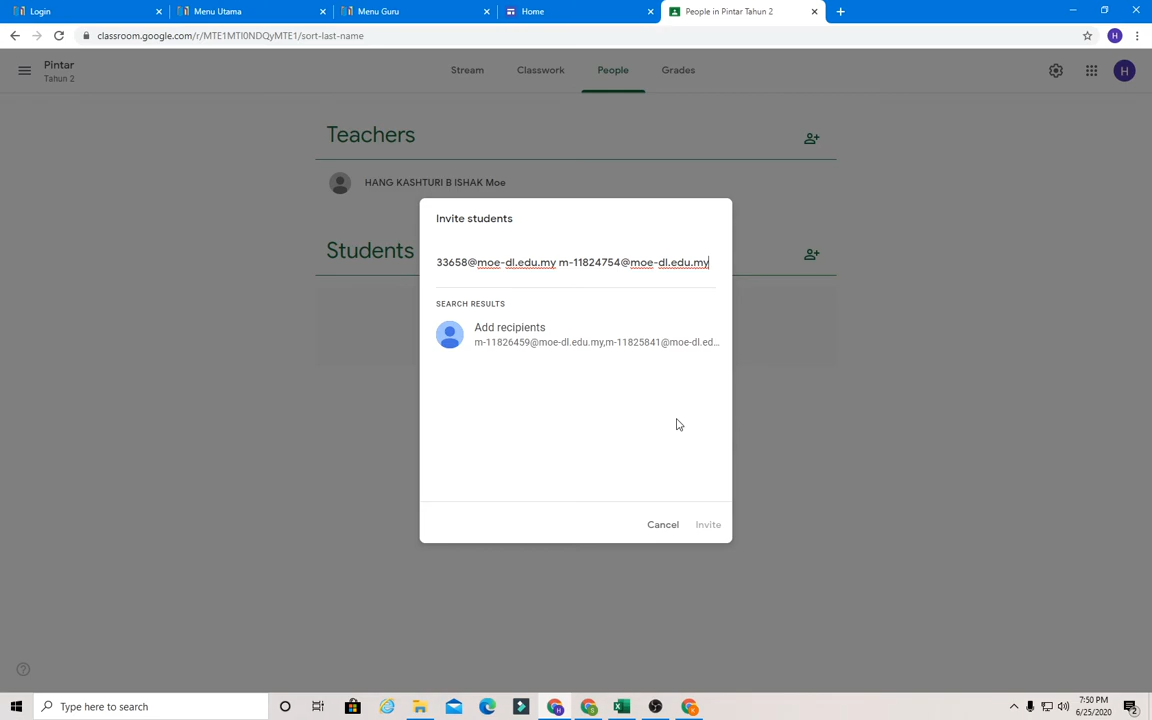 Login
Menu Utama
Menu Guru
Home
People in Pintar Tahun 2
classroom.google.com/r/MTE1MTI0NDQyMTE1/sort-last-name
H
Pintar
Tahun 2
Stream
Classwork
People
Grades
H
Teachers
HANG KASHTURI B ISHAK Moe
Students
Invite students
33658@moe-dl.edu.my m-11824754@moe-dl.edu.my
SEARCH RESULTS
Add recipients
m-11826459@moe-dl.edu.my,m-11825841@moe-dl.ed...
Cancel
Invite
Type here to search
7:50 PM
6/25/2020
2